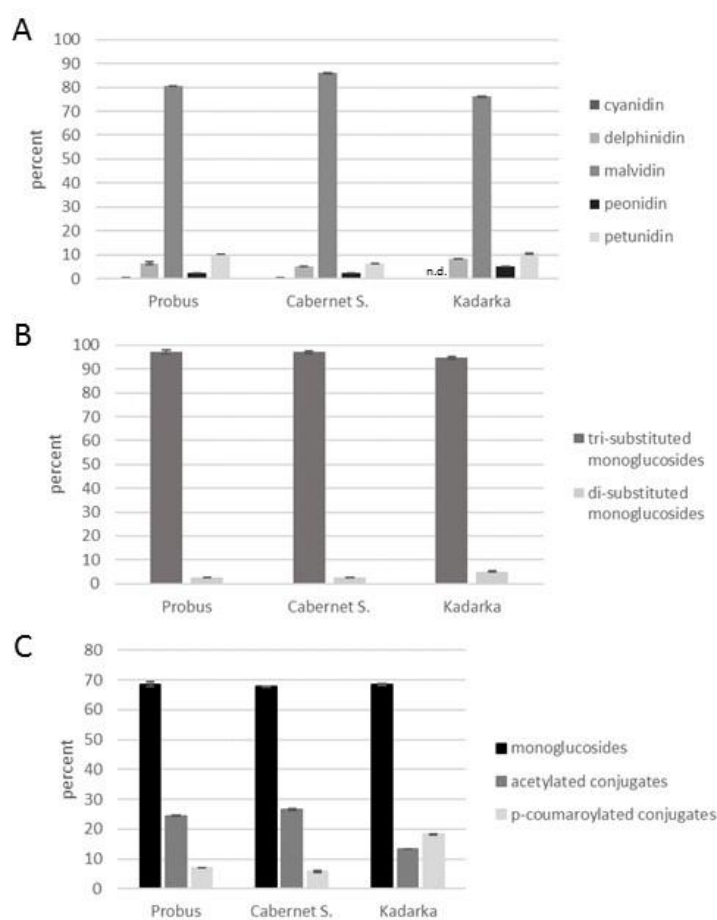 A
100
90
80
70
60
50
40
30
20
10
0
percent
n.d.
Probus
Cabernet S.
Kadarka
cyanidin
delphinidin
malvidin
peonidin
petunidin
B
100
90
80
70
60
50
40
30
20
10
0
percent
Probus
Cabernet S.
Kadarka
tri-substituted
monoglucosides
di-substituted
monoglucosides
C
80
70
60
50
40
30
20
10
0
percent
Probus
Cabernet S.
Kadarka
monoglucosides
acetylated conjugates
p-coumaroylated conjugates